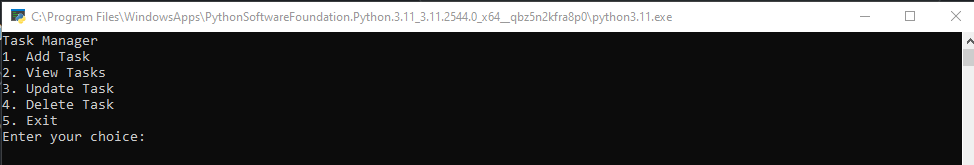 C:\Program Files\WindowsApps\PythonSoftwareFoundation.Python.3.11_3.11.2544.0_x64__qbz5n2kfra8p0\python3.11.exe
Task Manager
1. Add Task
2. View Tasks
3. Update Task
4. Delete Task
5. Exit
Enter your choice: